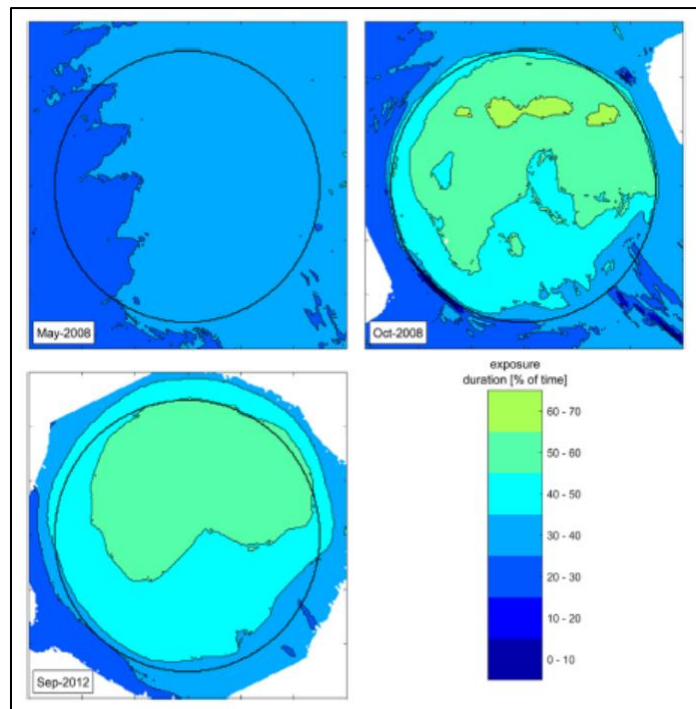 May-2008
Oct-2008
exposure
duration [% of time]
60 - 70
50 - 60
40 - 50
30 - 40
20 - 30
10 - 20
0 - 10
Sep-2012